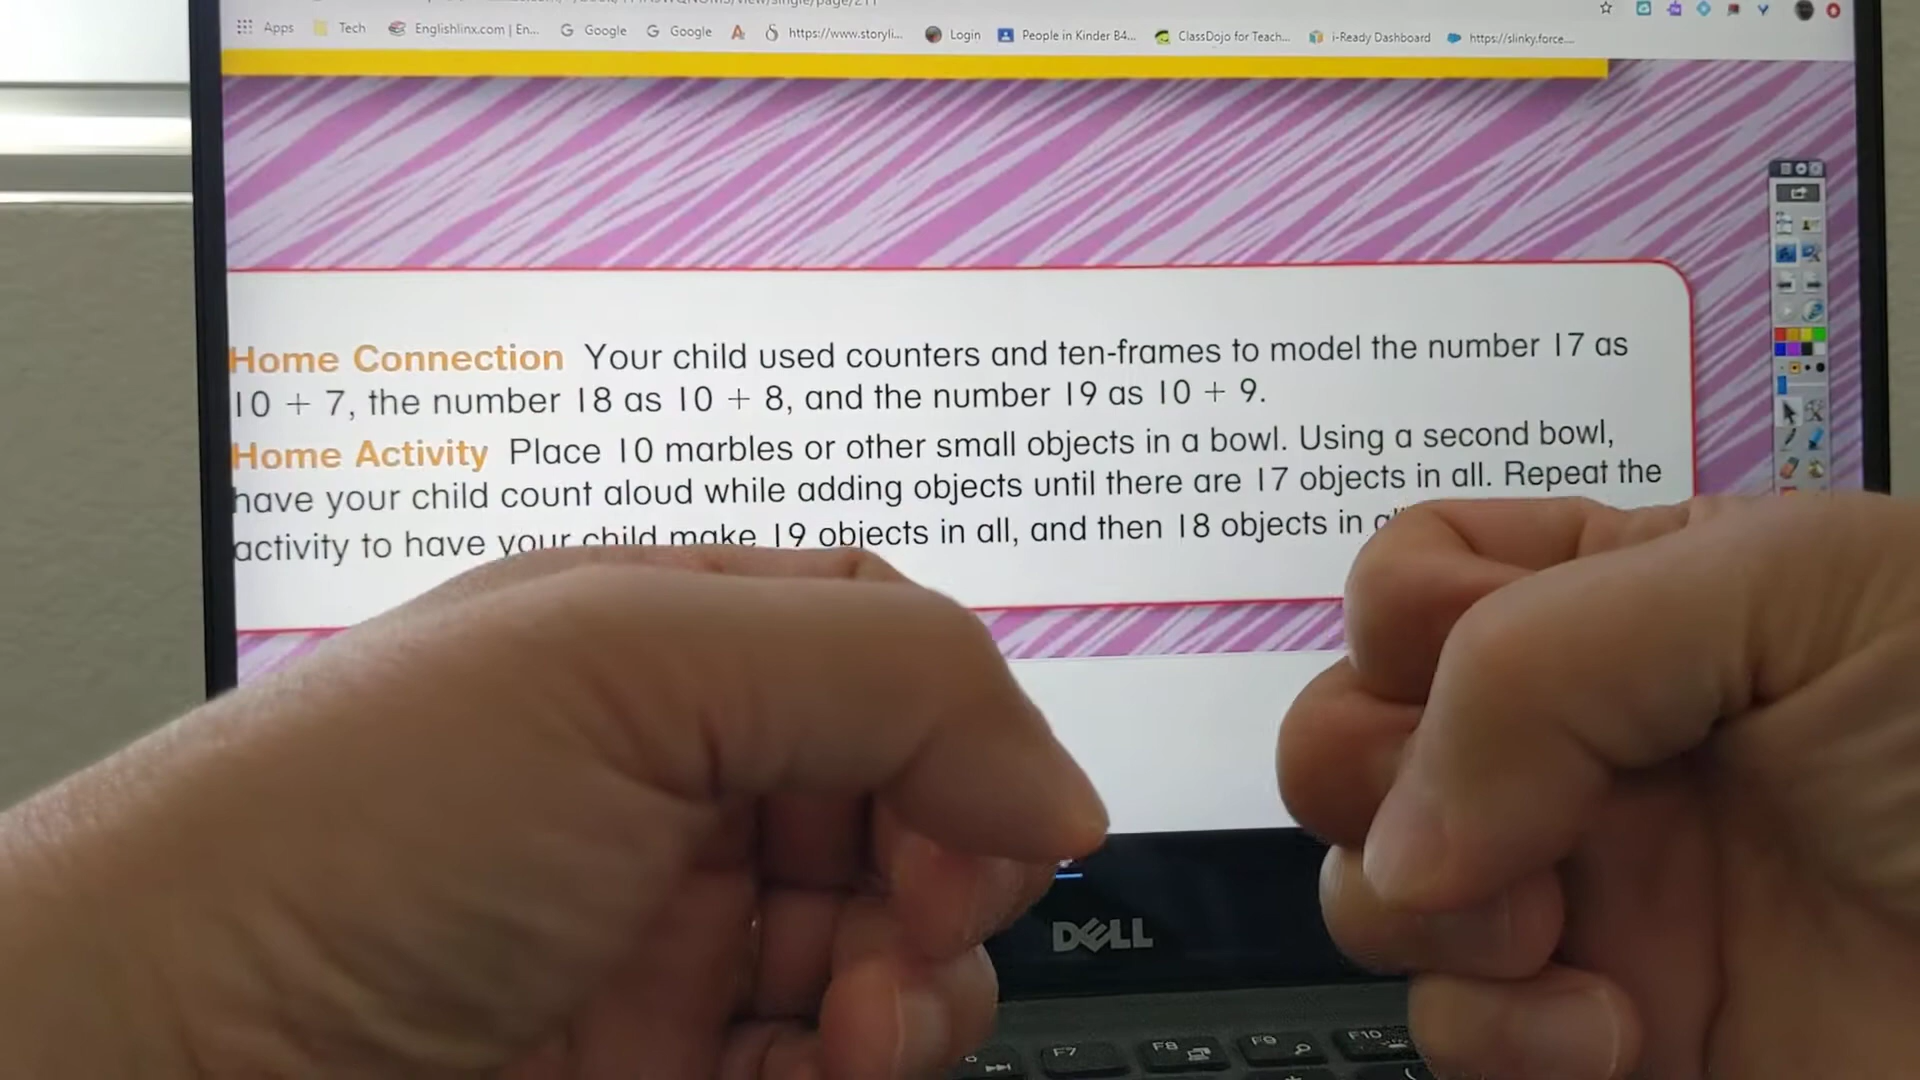 Apps Tech Englishlinx.com | En... Google Google https://www.storyli... Login People in Kinder B4... ClassDojo for Teach... i-Ready Dashboard https://slinky.force....
Home Connection Your child used counters and ten-frames to model the number 17 as
10 + 7, the number 18 as 10 + 8, and the number 19 as 10 + 9.
Home Activity Place 10 marbles or other small objects in a bowl. Using a second bowl,
have your child count aloud while adding objects until there are 17 objects in all. Repeat the
activity to have your child make 19 objects in all, and then 18 objects in
DELL
F7 F8 F9 F10